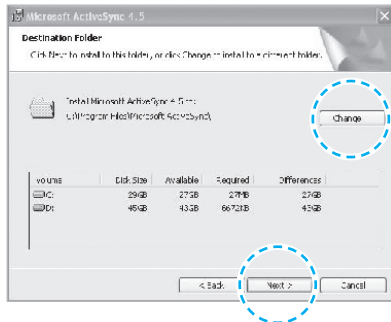 Microsoft ActiveSync 4.5
Destination Folder
Click Next to install to this folder, or click Change to install to a different folder.
Install Microsoft ActiveSync 4.5 to:
C:\Program Files\Microsoft ActiveSync\
Change
Volume Disk Size Available Required Differences
C: 29GB 27GB 27MB 27GB
D: 45GB 43GB 6672KB 43GB
< Back Next > Cancel